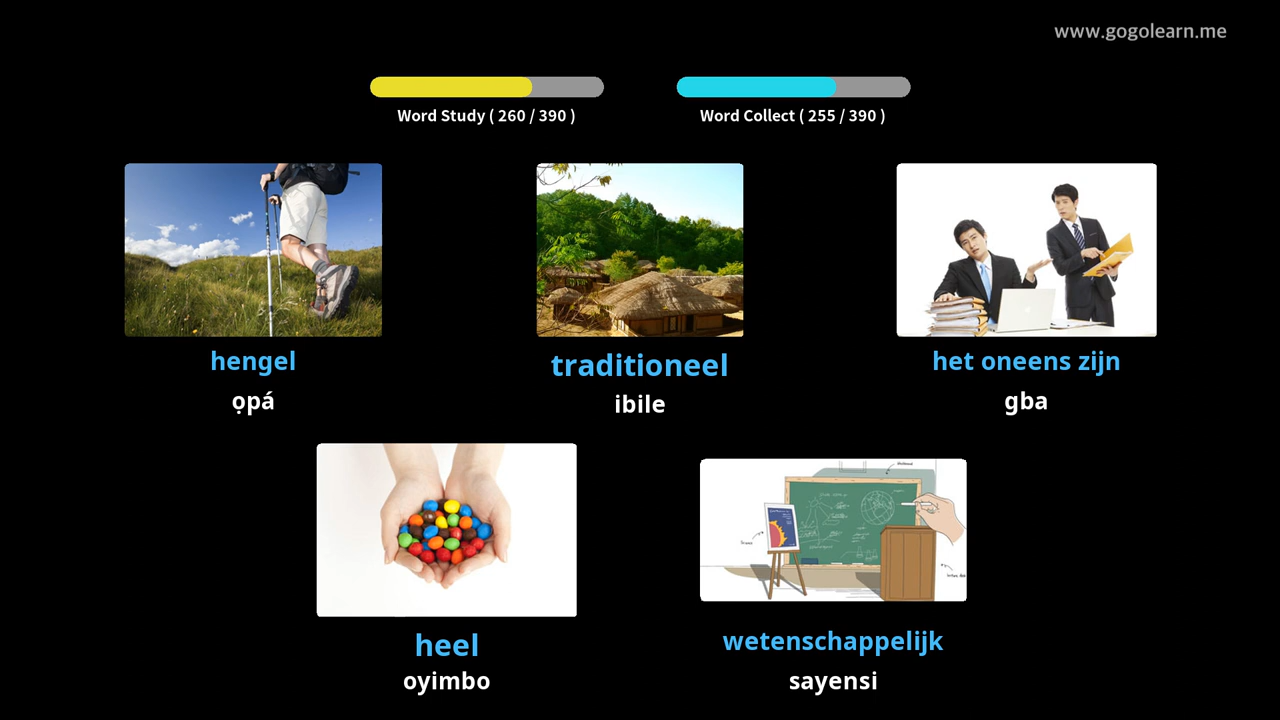 www.gogolearn.me
Word Study ( 260 / 390 )
Word Collect ( 255 / 390 )
hengel
ọpá
traditioneel
ibile
het oneens zijn
gba
heel
oyimbo
wetenschappelijk
sayensi